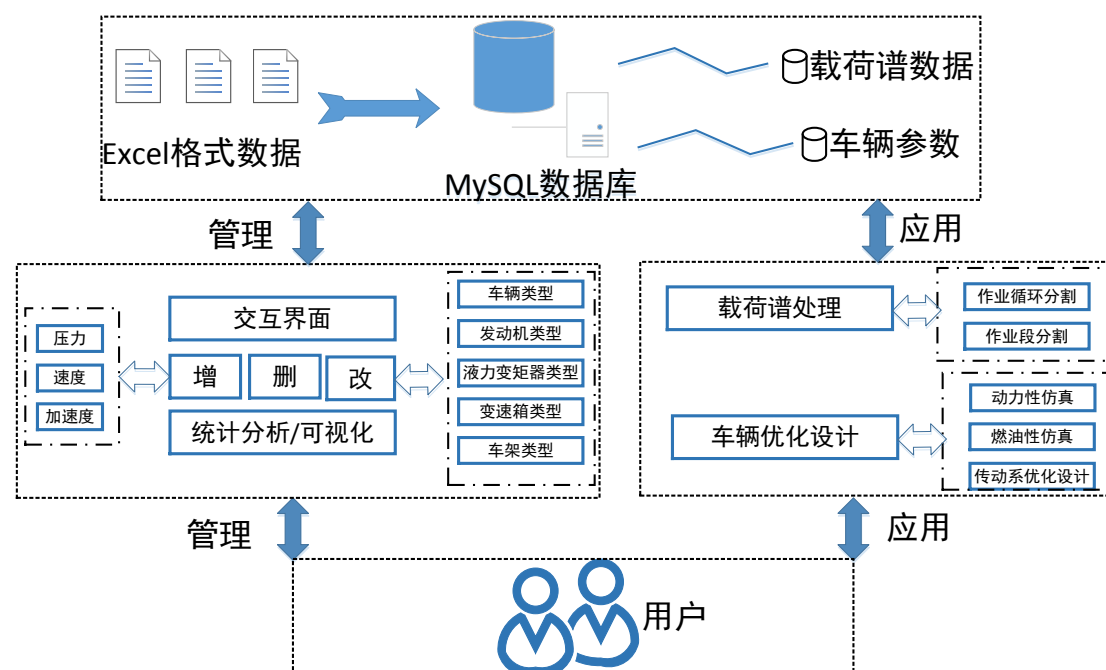 载荷谱数据
Excel格式数据
车辆参数
MySQL数据库
管理
应用
压力
速度
加速度
交互界面
增
删
改
统计分析/可视化
车辆类型
发动机类型
液力变矩器类型
变速箱类型
车架类型
载荷谱处理
作业循环分割
作业段分割
车辆优化设计
动力性仿真
燃油性仿真
传动系优化设计
管理
应用
用户